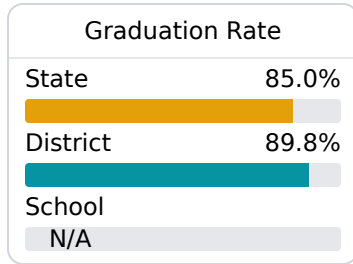 Graduation Rate
State 85.0%
District 89.8%
School
N/A